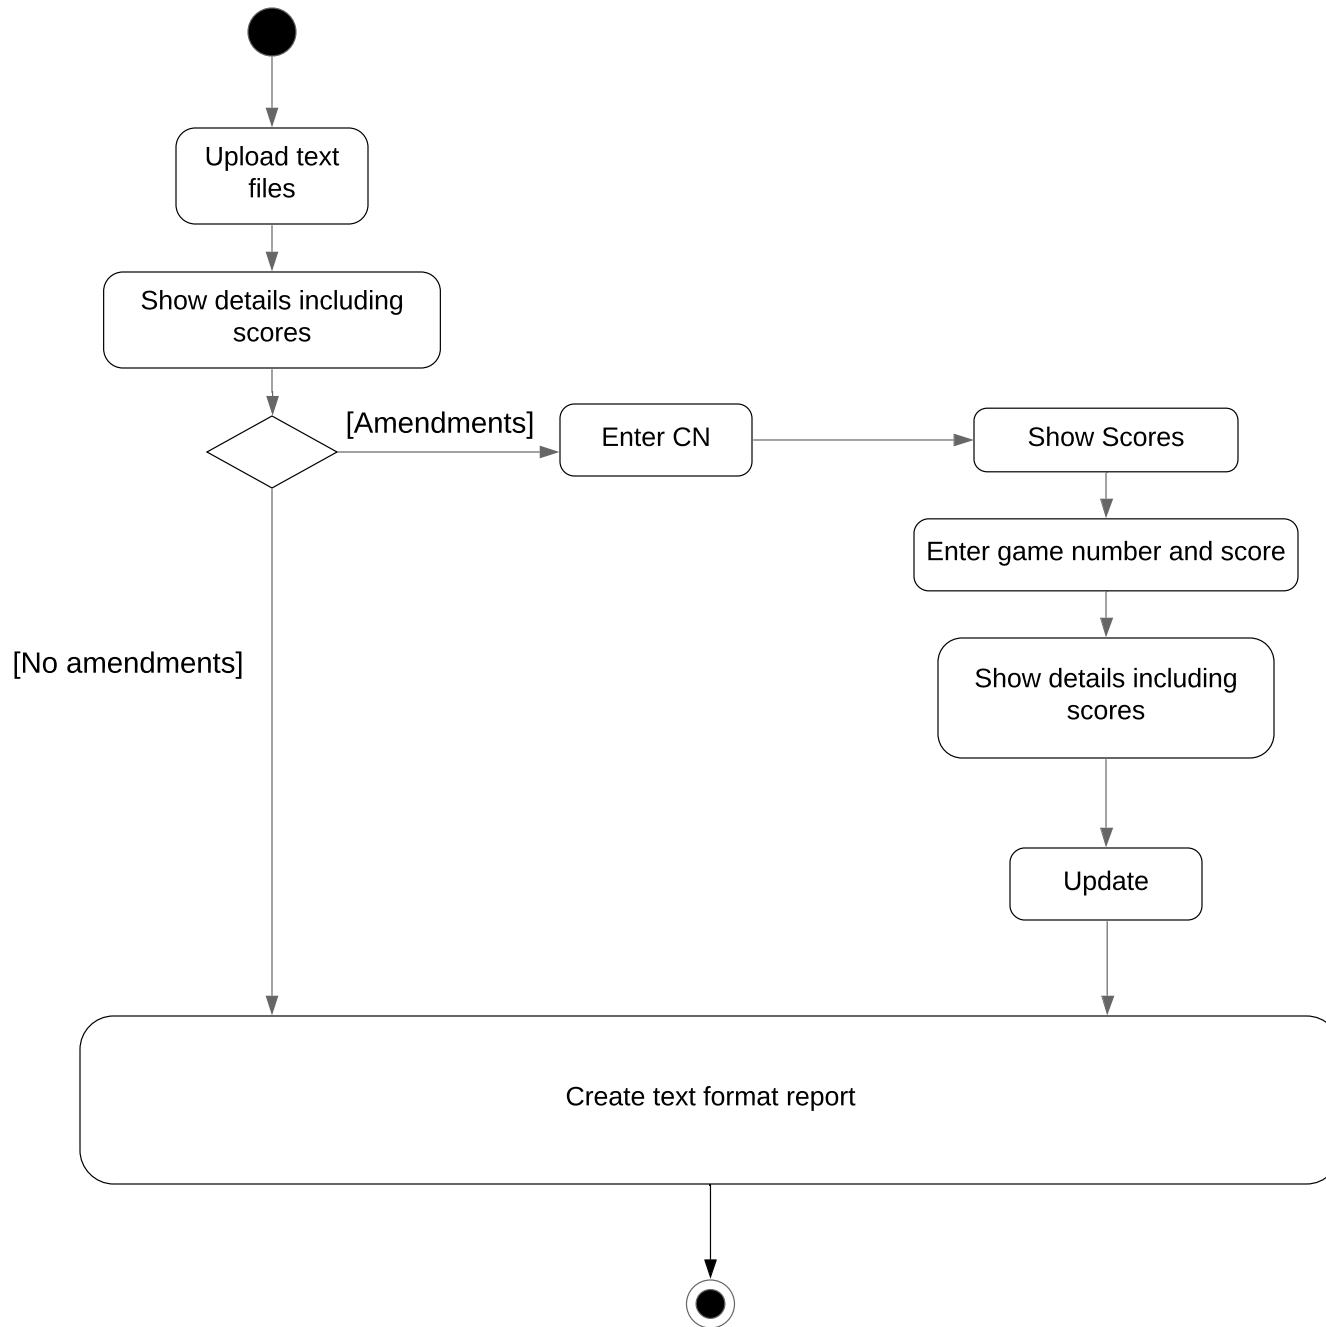 Upload text
files
Show details including
scores
[Amendments]
Enter CN
Show Scores
Enter game number and score
[No amendments]
Show details including
scores
Update
Create text format report